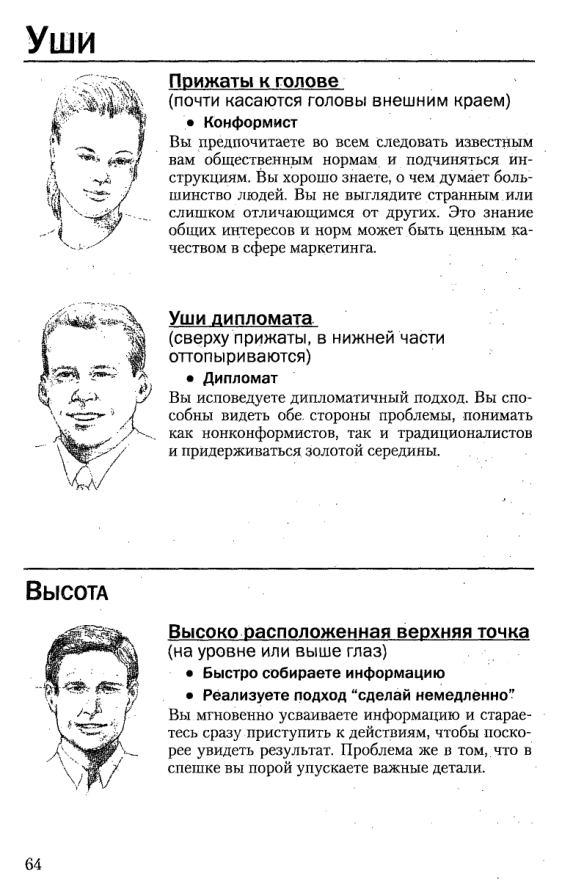 Уши
Прижаты к голове
(почти касаются головы внешним краем)
• Конформист
Вы предпочитаете во всем следовать известным
вам общественным нормам и подчиняться ин-
струкциям. Вы хорошо знаете, о чем думает боль-
шинство людей. Вы не выглядите странным или
слишком отличающимся от других. Это знание
общих интересов и норм может быть ценным ка-
чеством в сфере маркетинга.
Уши дипломата
(сверху прижаты, в нижней части
оттопыриваются)
• Дипломат
Вы исповедуете дипломатичный подход. Вы спо-
собны видеть обе стороны проблемы, понимать
как нонконформистов, так и традиционалистов
и придерживаться золотой середины.
Высота
Высоко расположенная верхняя точка
(на уровне или выше глаз)
• Быстро собираете информацию
• Реализуете подход “сделай немедленно”
Вы мгновенно усваиваете информацию и старае-
тесь сразу приступить к действиям, чтобы поско-
рее увидеть результат. Проблема же в том, что в
спешке вы порой упускаете важные детали.
64